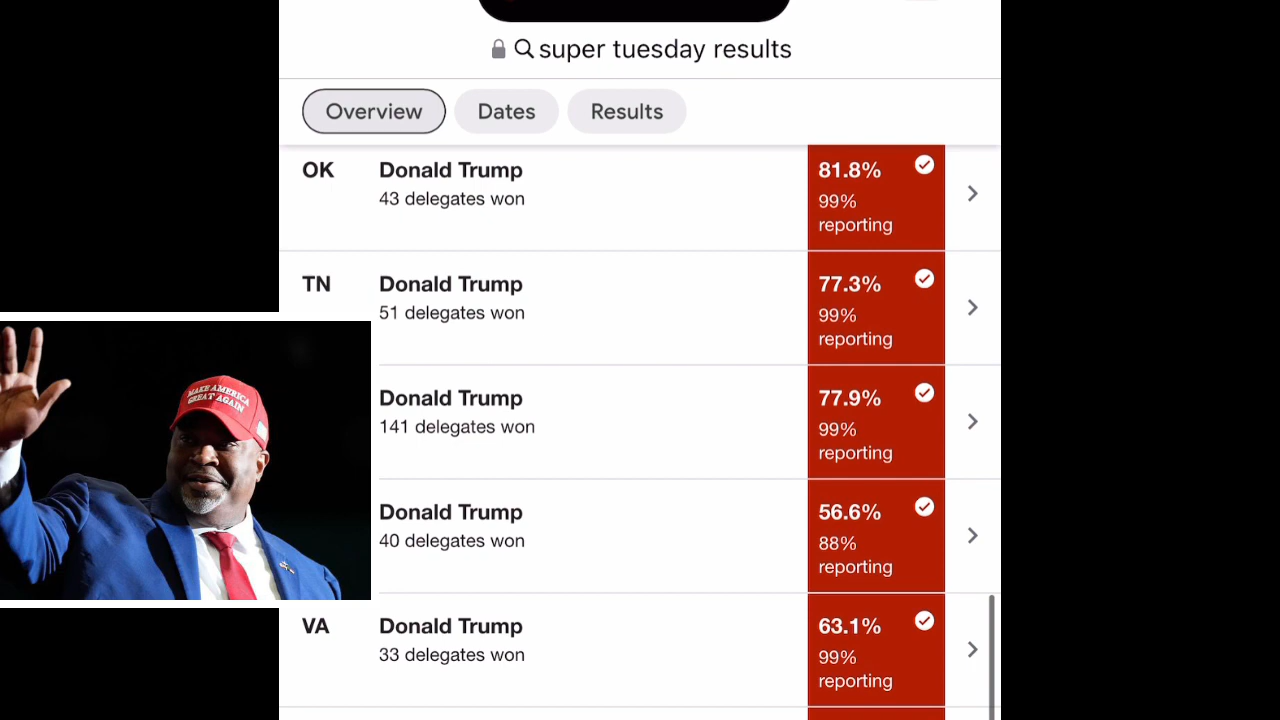 super tuesday results
Overview Dates Results
OK Donald Trump 81.8%
43 delegates won 99%
reporting
TN Donald Trump 77.3%
51 delegates won 99%
reporting
Donald Trump 77.9%
141 delegates won 99%
reporting
Donald Trump 56.6%
40 delegates won 88%
reporting
VA Donald Trump 63.1%
33 delegates won 99%
reporting
MAKE AMERICA
GREAT AGAIN